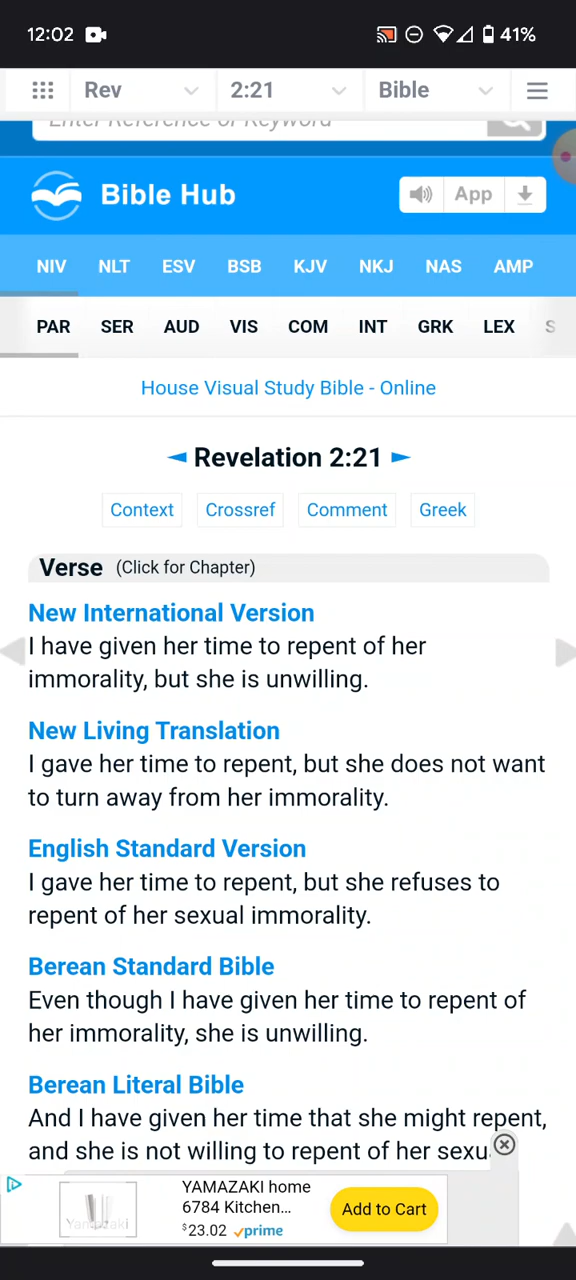 12:02 41%
Rev 2:21 Bible
Enter Reference or Keyword
Bible Hub App
NIV NLT ESV BSB KJV NKJ NAS AMP
PAR SER AUD VIS COM INT GRK LEX S
House Visual Study Bible - Online
◄ Revelation 2:21 ►
Context Crossref Comment Greek
Verse (Click for Chapter)
New International Version
I have given her time to repent of her
immorality, but she is unwilling.
New Living Translation
I gave her time to repent, but she does not want
to turn away from her immorality.
English Standard Version
I gave her time to repent, but she refuses to
repent of her sexual immorality.
Berean Standard Bible
Even though I have given her time to repent of
her immorality, she is unwilling.
Berean Literal Bible
And I have given her time that she might repent,
and she is not willing to repent of her sexu
Yamazaki
YAMAZAKI home
6784 Kitchen...
$23.02 prime
Add to Cart